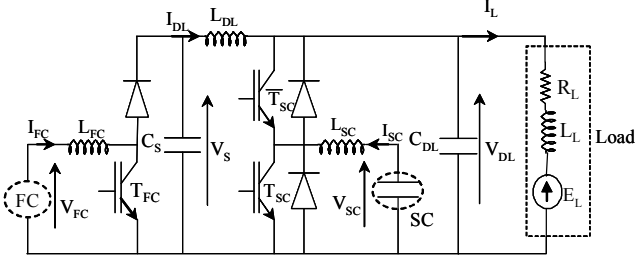 I_DL L_DL I_L
T̅_SC
R_L
I_FC L_FC C_S V_S L_SC I_SC C_DL V_DL L_L Load
FC V_FC T_FC T_SC V_SC SC E_L